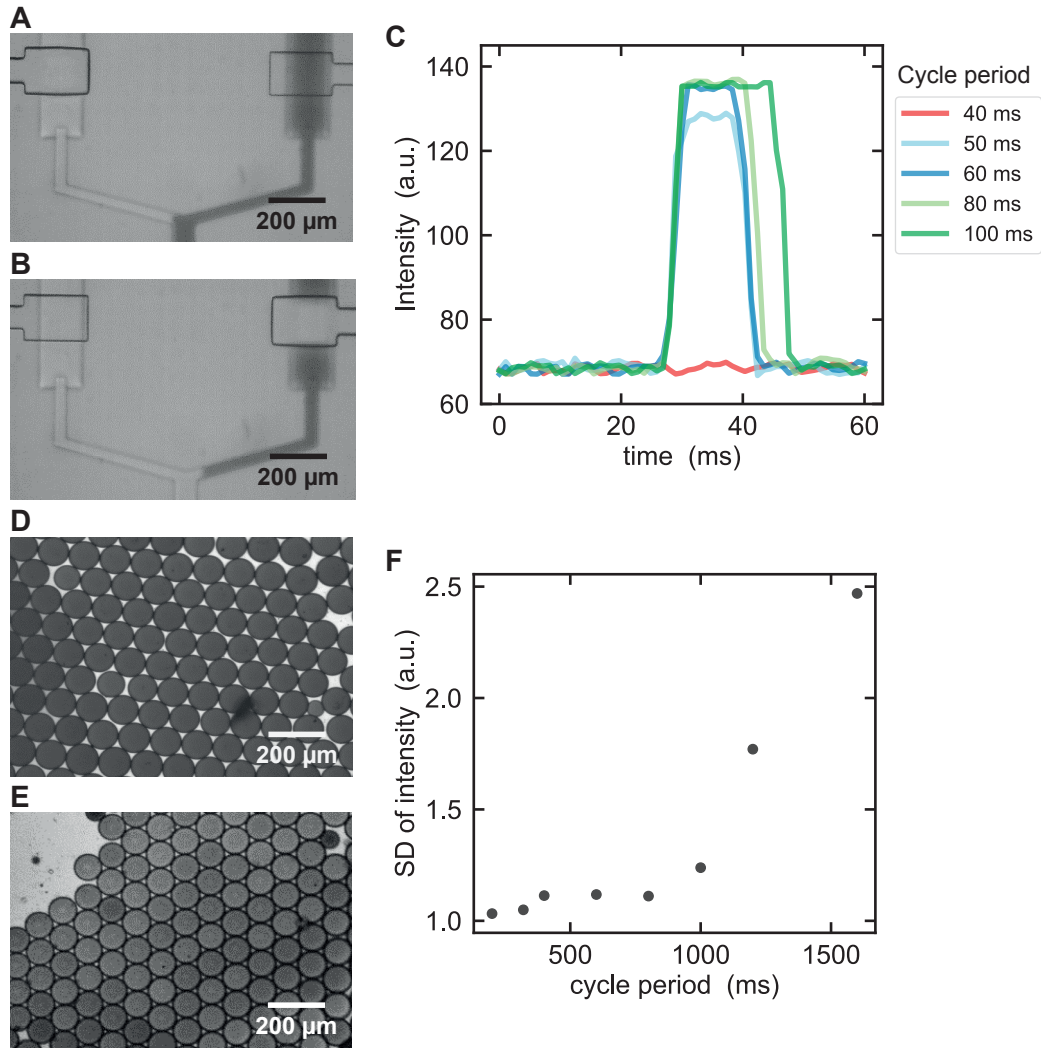 A
200 µm
B
200 µm
C
140
120
100
80
60
0
20
40
60
Intensity (a.u.)
time (ms)
Cycle period
40 ms
50 ms
60 ms
80 ms
100 ms
D
200 µm
E
200 µm
F
2.5
2.0
1.5
1.0
500
1000
1500
SD of intensity (a.u.)
cycle period (ms)